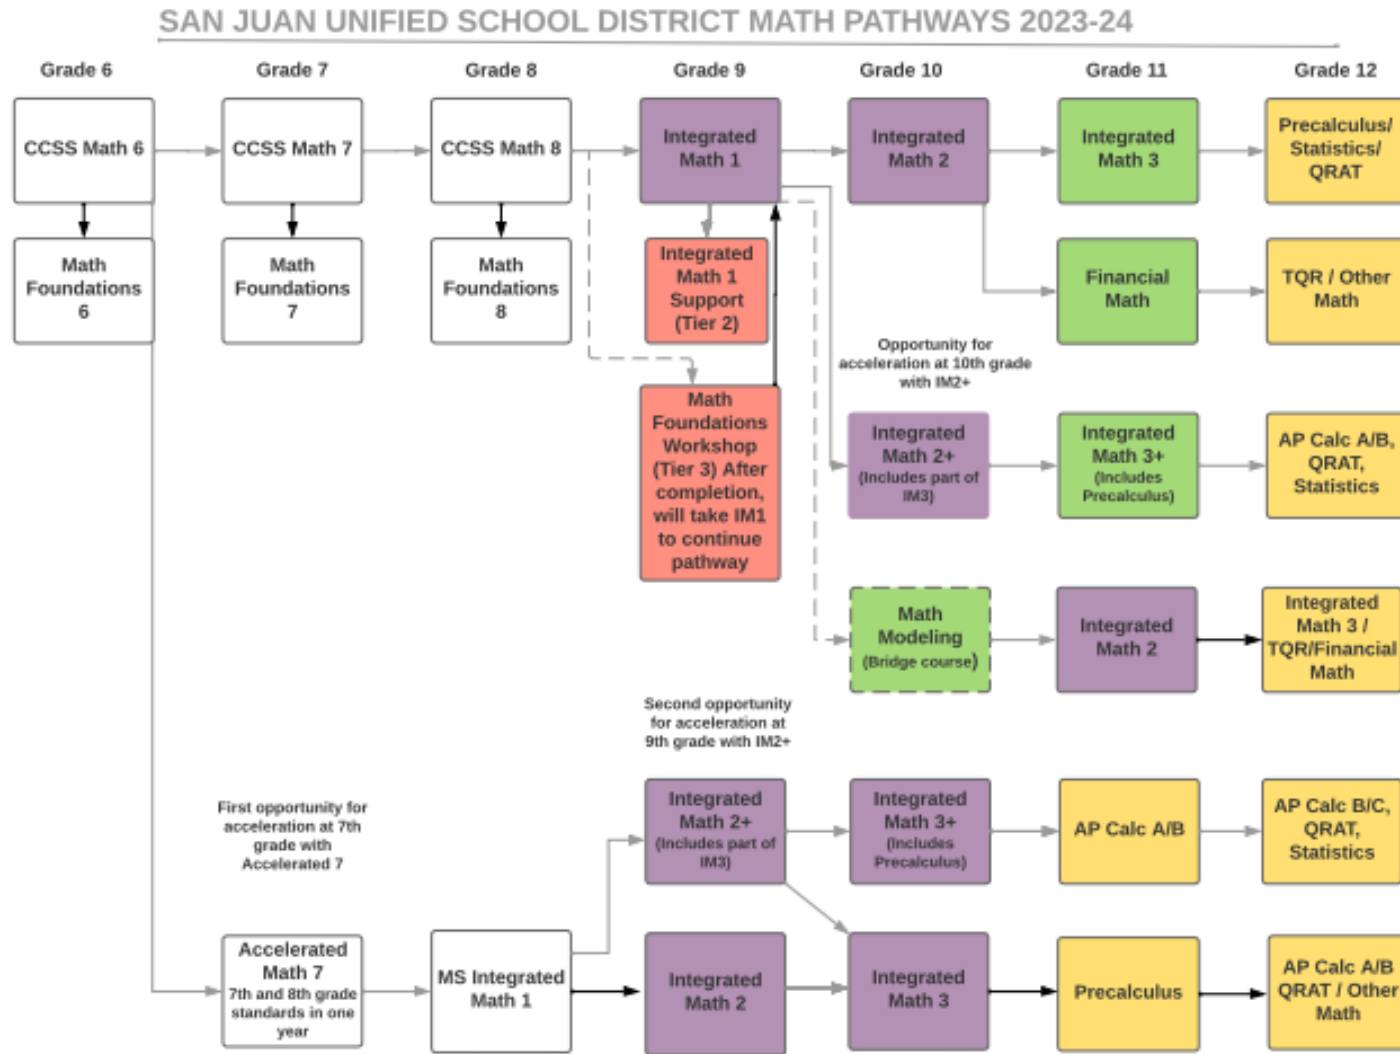 SAN JUAN UNIFIED SCHOOL DISTRICT MATH PATHWAYS 2023-24
Grade 6
Grade 7
Grade 8
Grade 9
Grade 10
Grade 11
Grade 12
CCSS Math 6
CCSS Math 7
CCSS Math 8
Integrated
Math 1
Integrated
Math 2
Integrated
Math 3
Precalculus/
Statistics/
QRAT
Math
Foundations
6
Math
Foundations
7
Math
Foundations
8
Integrated
Math 1
Support
(Tier 2)
Financial
Math
TQR / Other
Math
Opportunity for
acceleration at 10th grade
with IM2+
Math
Foundations
Workshop
(Tier 3) After
completion,
will take IM1
to continue
pathway
Integrated
Math 2+
(Includes part of
IM3)
Integrated
Math 3+
(Includes
Precalculus)
AP Calc A/B,
QRAT,
Statistics
Math
Modeling
(Bridge course)
Integrated
Math 2
Integrated
Math 3 /
TQR/Financial
Math
Second opportunity
for acceleration at
9th grade with IM2+
First opportunity for
acceleration at 7th
grade with
Accelerated 7
Integrated
Math 2+
(Includes part of
IM3)
Integrated
Math 3+
(Includes
Precalculus)
AP Calc A/B
AP Calc B/C,
QRAT,
Statistics
Accelerated
Math 7
7th and 8th grade
standards in one
year
MS Integrated
Math 1
Integrated
Math 2
Integrated
Math 3
Precalculus
AP Calc A/B
QRAT / Other
Math